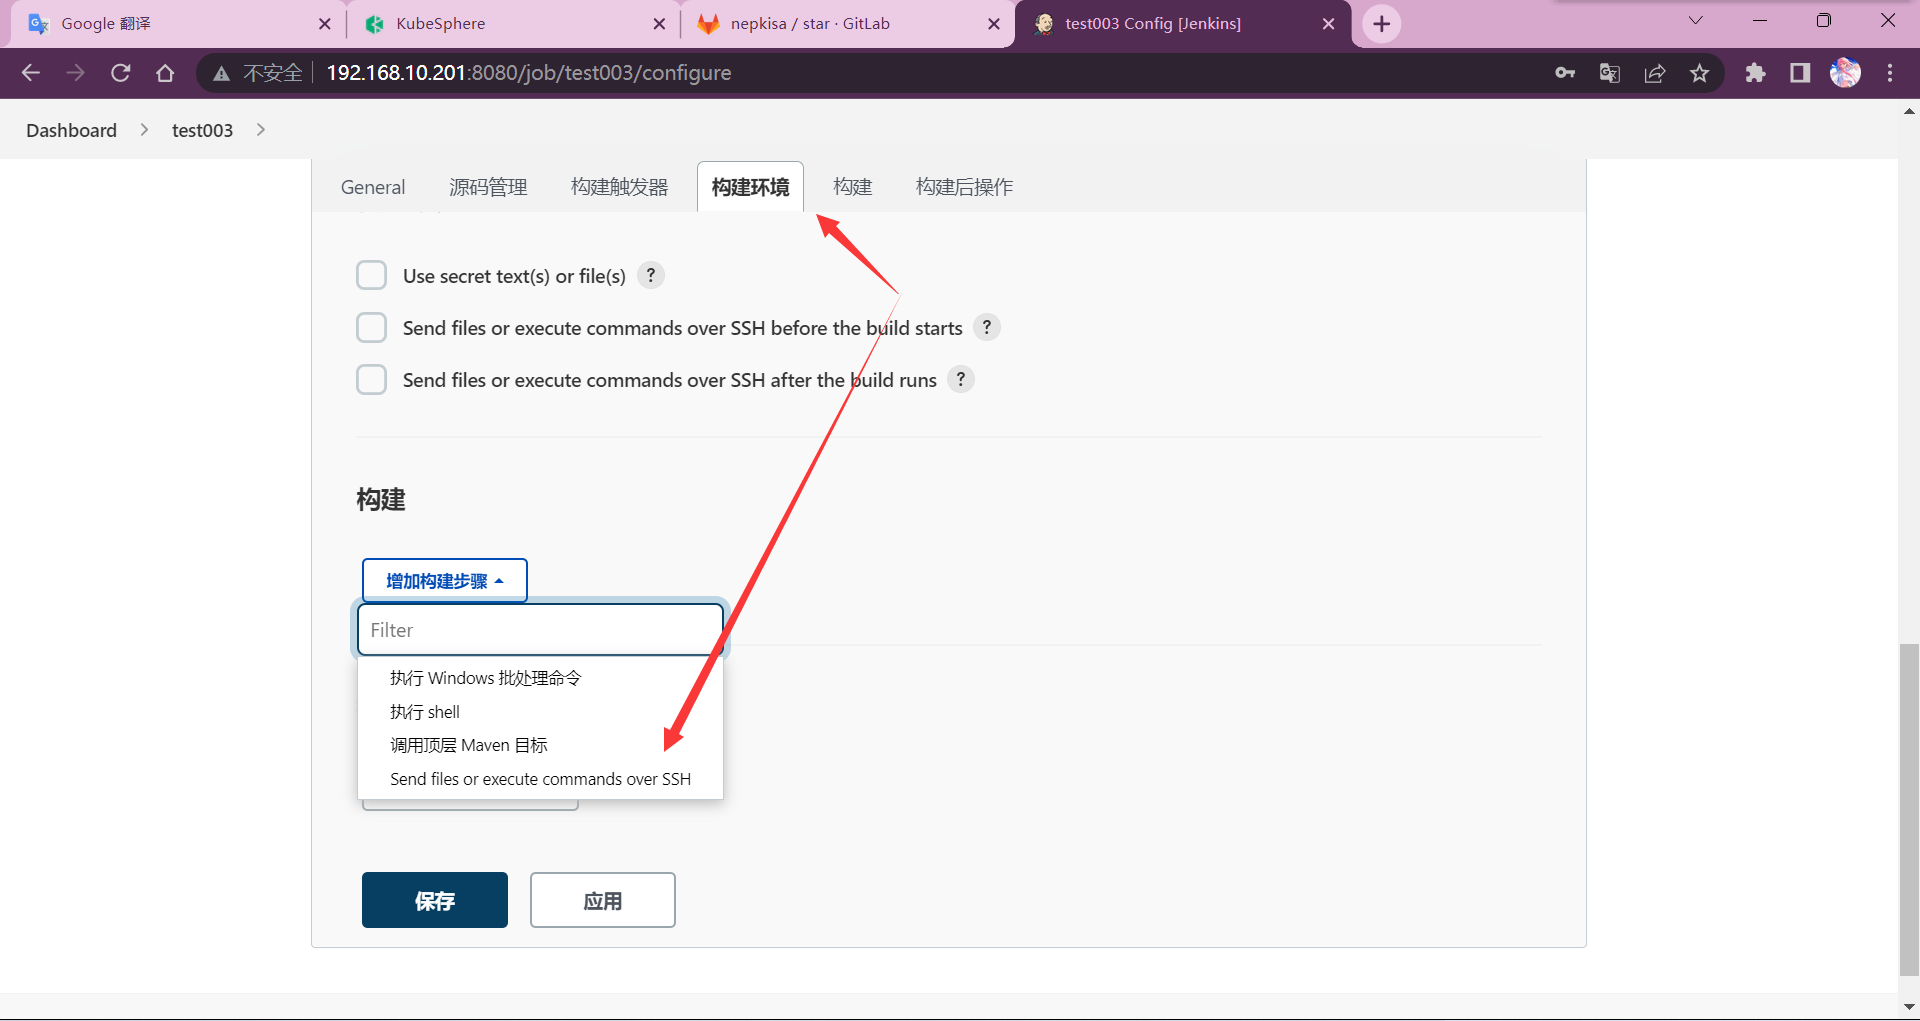 Google 翻译
KubeSphere
nepkisa / star · GitLab
test003 Config [Jenkins]
不安全
192.168.10.201:8080/job/test003/configure
Dashboard
test003
General
源码管理
构建触发器
构建环境
构建
构建后操作
Use secret text(s) or file(s) ?
Send files or execute commands over SSH before the build starts ?
Send files or execute commands over SSH after the build runs ?
构建
增加构建步骤
Filter
执行 Windows 批处理命令
执行 shell
调用顶层 Maven 目标
Send files or execute commands over SSH
保存
应用